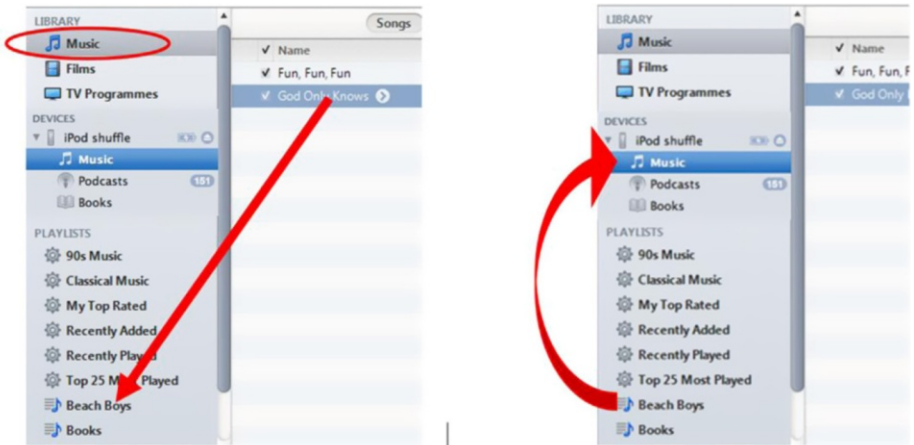 LIBRARY
Music
Films
TV Programmes
DEVICES
iPod shuffle
Music
Podcasts 151
Books
PLAYLISTS
90s Music
Classical Music
My Top Rated
Recently Added
Recently Played
Top 25 Most Played
Beach Boys
Books
Songs
Name
Fun, Fun, Fun
God Only Knows
LIBRARY
Music
Films
TV Programmes
DEVICES
iPod shuffle
Music
Podcasts 151
Books
PLAYLISTS
90s Music
Classical Music
My Top Rated
Recently Added
Recently Played
Top 25 Most Played
Beach Boys
Books
Name
Fun, Fun, F
God Only